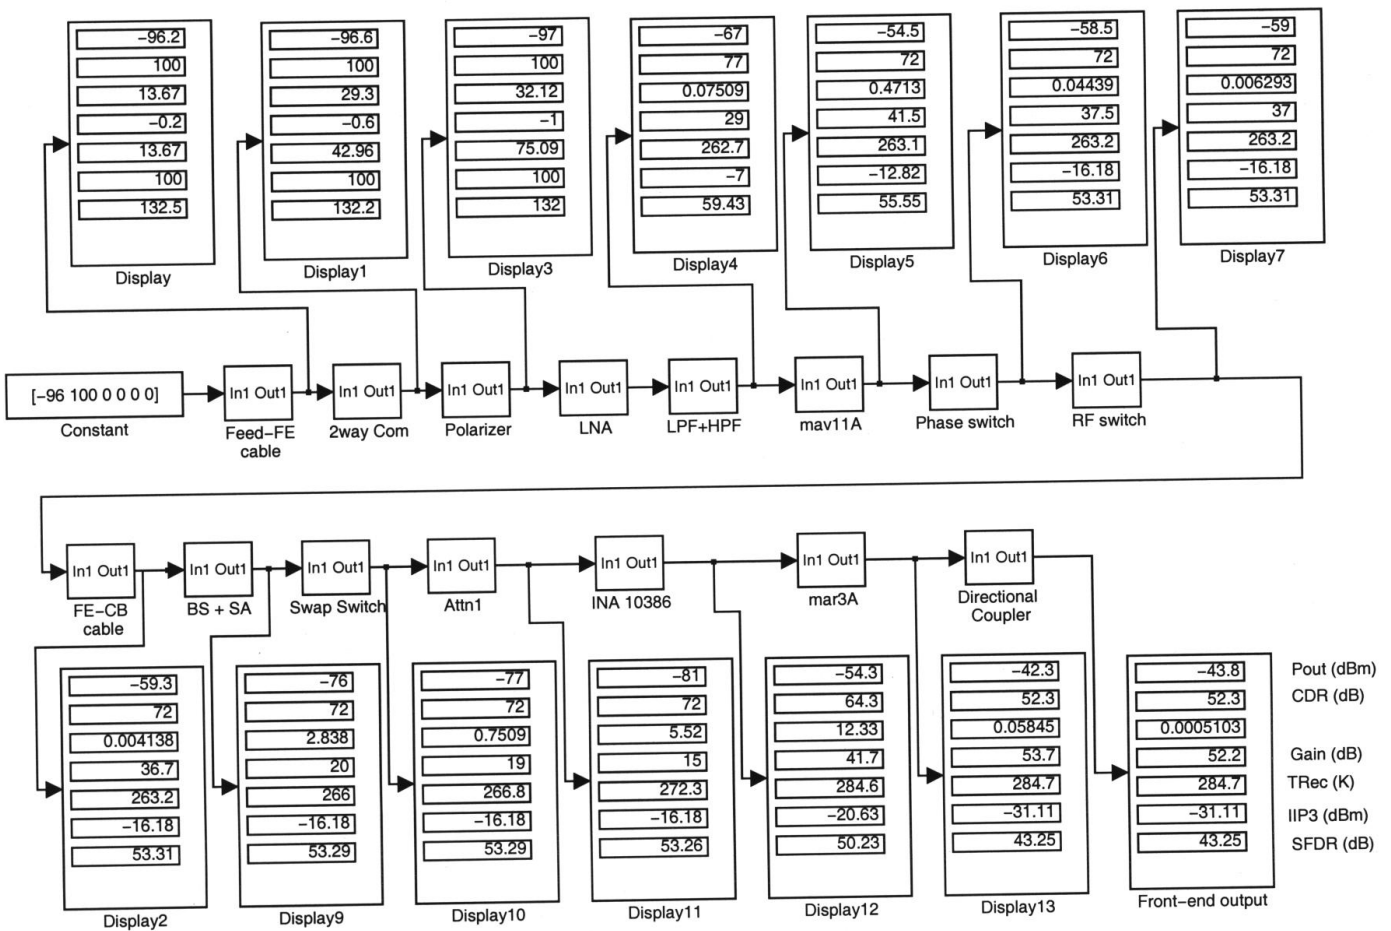 -96.2
100
13.67
-0.2
13.67
100
132.5
Display
-96.6
100
29.3
-0.6
42.96
100
132.2
Display1
-97
100
32.12
-1
75.09
100
132
Display3
-67
77
0.07509
29
262.7
-7
59.43
Display4
-54.5
72
0.4713
41.5
263.1
-12.82
55.55
Display5
-58.5
72
0.04439
37.5
263.2
-16.18
53.31
Display6
-59
72
0.006293
37
263.2
-16.18
53.31
Display7
[-96 100 0 0 0 0]
Constant
In1 Out1
Feed-FE
cable
In1 Out1
2way Com
In1 Out1
Polarizer
In1 Out1
LNA
In1 Out1
LPF+HPF
In1 Out1
mav11A
In1 Out1
Phase switch
In1 Out1
RF switch
In1 Out1
FE-CB
cable
In1 Out1
BS + SA
In1 Out1
Swap Switch
In1 Out1
Attn1
In1 Out1
INA 10386
In1 Out1
mar3A
In1 Out1
Directional
Coupler
-59.3
72
0.004138
36.7
263.2
-16.18
53.31
Display2
-76
72
2.838
20
266
-16.18
53.29
Display9
-77
72
0.7509
19
266.8
-16.18
53.29
Display10
-81
72
5.52
15
272.3
-16.18
53.26
Display11
-54.3
64.3
12.33
41.7
284.6
-20.63
50.23
Display12
-42.3
52.3
0.05845
53.7
284.7
-31.11
43.25
Display13
-43.8
52.3
0.0005103
52.2
284.7
-31.11
43.25
Front-end output
Pout (dBm)
CDR (dB)
Gain (dB)
TRec (K)
IIP3 (dBm)
SFDR (dB)